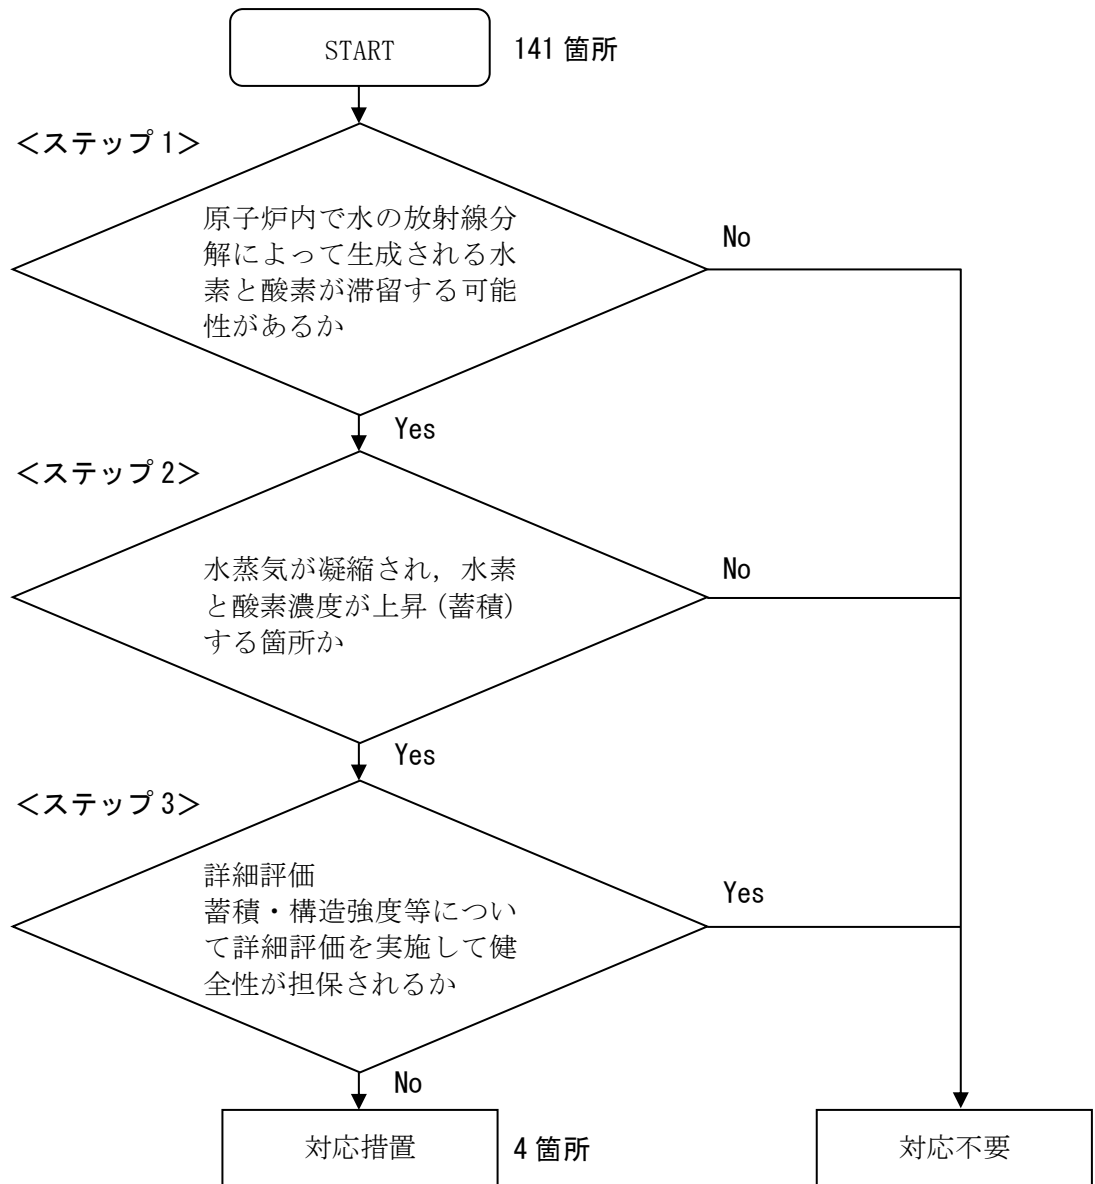 START
141 箇所
＜ステップ 1＞
原子炉内で水の放射線分
解によって生成される水
素と酸素が滞留する可能
性があるか
No
Yes
＜ステップ 2＞
水蒸気が凝縮され，水素
と酸素濃度が上昇（蓄積）
する箇所か
No
Yes
＜ステップ 3＞
詳細評価
蓄積・構造強度等につい
て詳細評価を実施して健
全性が担保されるか
Yes
No
対応措置
4 箇所
対応不要